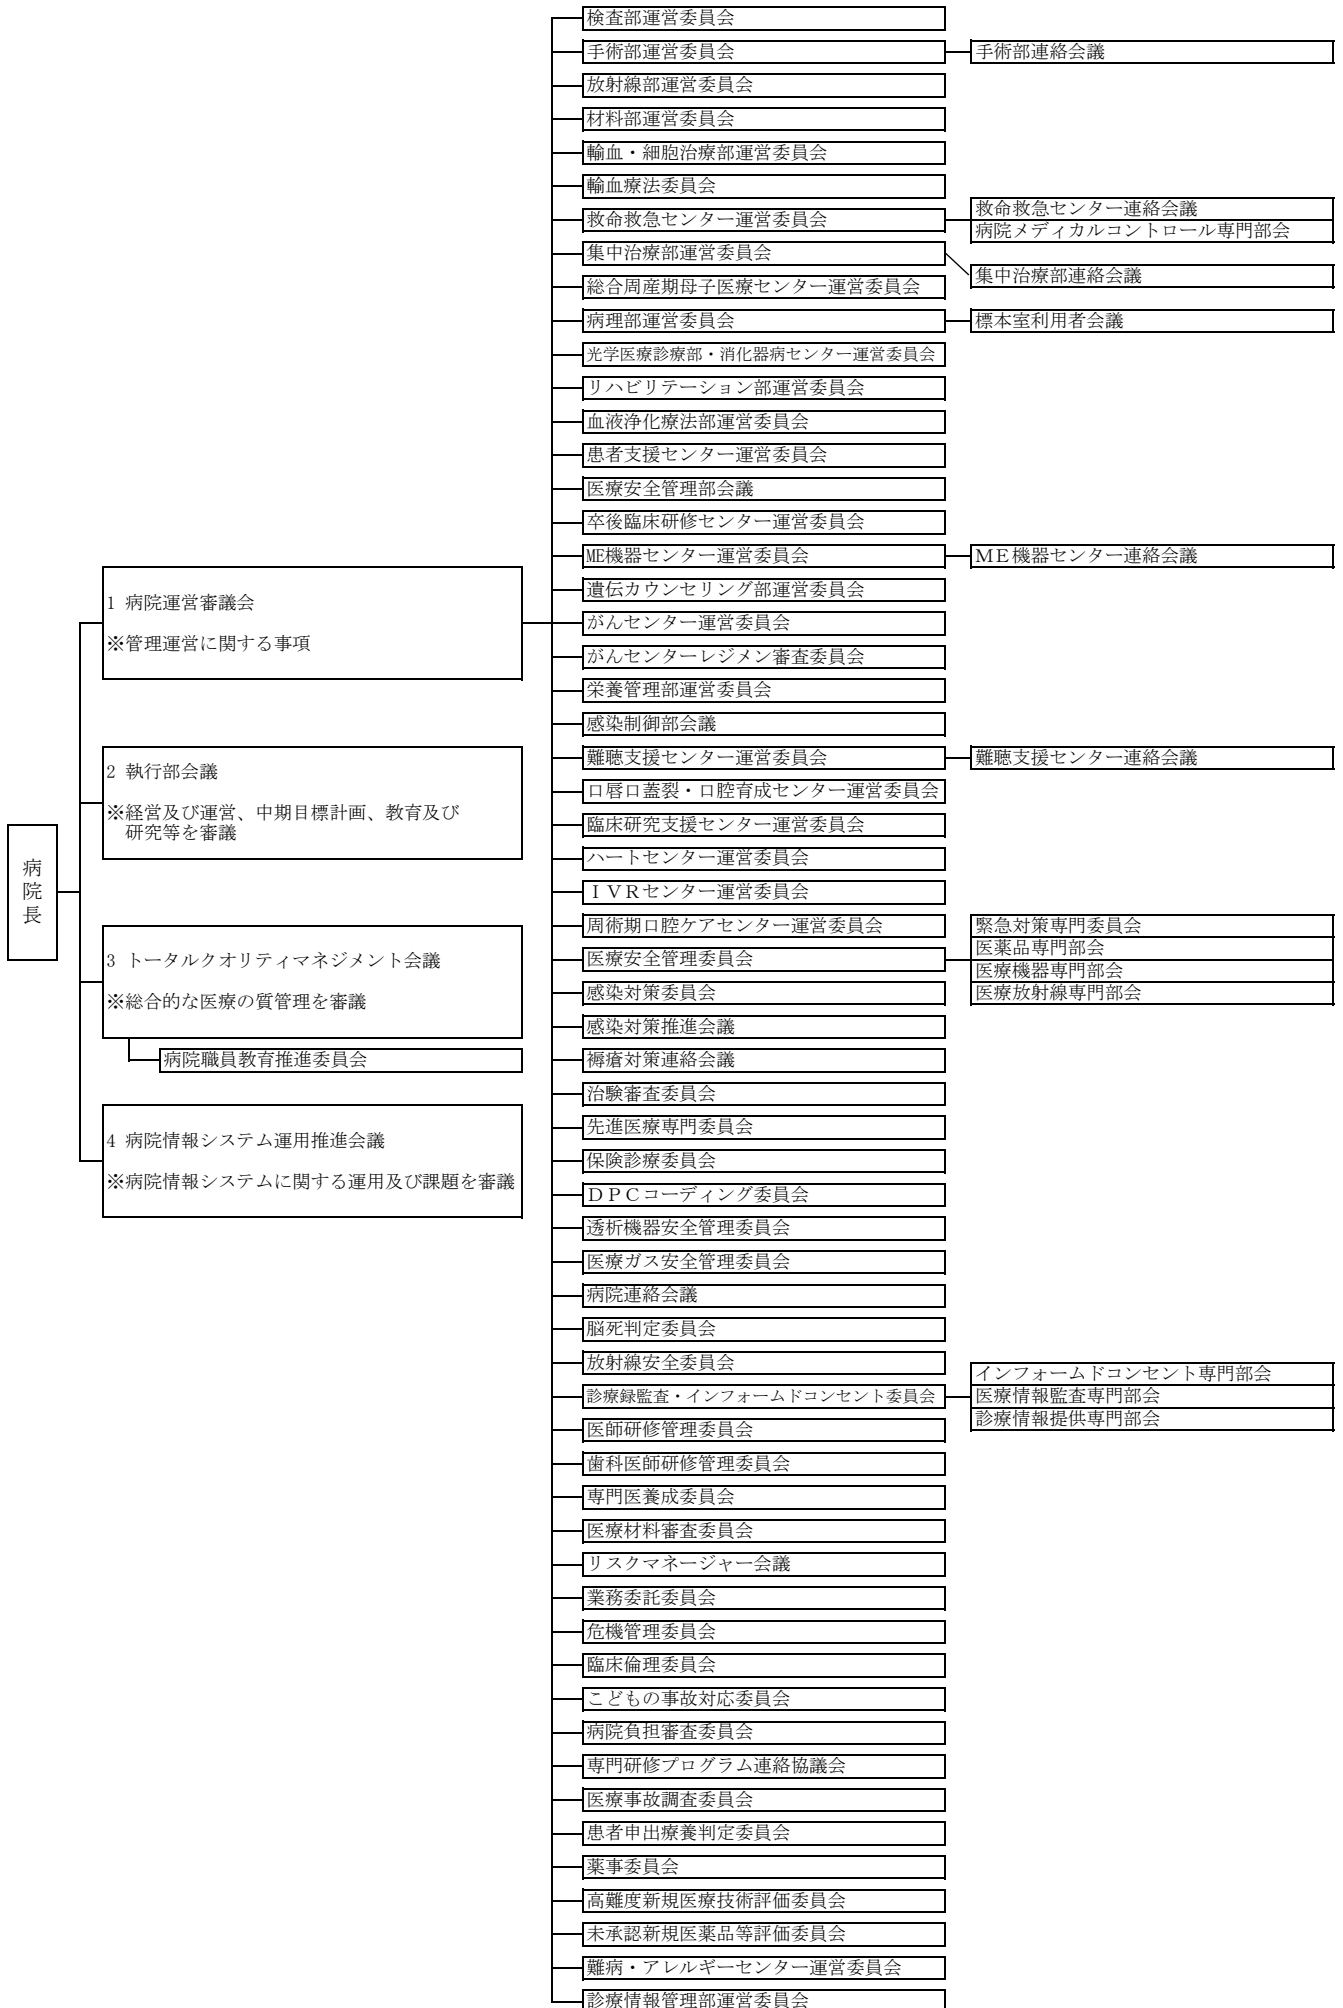 病院長
1 病院運営審議会
※管理運営に関する事項
2 執行部会議
※経営及び運営、中期目標計画、教育及び
研究等を審議
3 トータルクオリティマネジメント会議
※総合的な医療の質管理を審議
病院職員教育推進委員会
4 病院情報システム運用推進会議
※病院情報システムに関する運用及び課題を審議
検査部運営委員会
手術部運営委員会
手術部連絡会議
放射線部運営委員会
材料部運営委員会
輸血・細胞治療部運営委員会
輸血療法委員会
救命救急センター運営委員会
救命救急センター連絡会議
病院メディカルコントロール専門部会
集中治療部運営委員会
集中治療部連絡会議
総合周産期母子医療センター運営委員会
病理部運営委員会
標本室利用者会議
光学医療診療部・消化器病センター運営委員会
リハビリテーション部運営委員会
血液浄化療法部運営委員会
患者支援センター運営委員会
医療安全管理部会議
卒後臨床研修センター運営委員会
ME機器センター運営委員会
ＭＥ機器センター連絡会議
遺伝カウンセリング部運営委員会
がんセンター運営委員会
がんセンターレジメン審査委員会
栄養管理部運営委員会
感染制御部会議
難聴支援センター運営委員会
難聴支援センター連絡会議
口唇口蓋裂・口腔育成センター運営委員会
臨床研究支援センター運営委員会
ハートセンター運営委員会
ＩＶＲセンター運営委員会
周術期口腔ケアセンター運営委員会
医療安全管理委員会
緊急対策専門委員会
医薬品専門部会
医療機器専門部会
医療放射線専門部会
感染対策委員会
感染対策推進会議
褥瘡対策連絡会議
治験審査委員会
先進医療専門委員会
保険診療委員会
ＤＰＣコーディング委員会
透析機器安全管理委員会
医療ガス安全管理委員会
病院連絡会議
脳死判定委員会
放射線安全委員会
診療録監査・インフォームドコンセント委員会
インフォームドコンセント専門部会
医療情報監査専門部会
診療情報提供専門部会
医師研修管理委員会
歯科医師研修管理委員会
専門医養成委員会
医療材料審査委員会
リスクマネージャー会議
業務委託委員会
危機管理委員会
臨床倫理委員会
こどもの事故対応委員会
病院負担審査委員会
専門研修プログラム連絡協議会
医療事故調査委員会
患者申出療養判定委員会
薬事委員会
高難度新規医療技術評価委員会
未承認新規医薬品等評価委員会
難病・アレルギーセンター運営委員会
診療情報管理部運営委員会